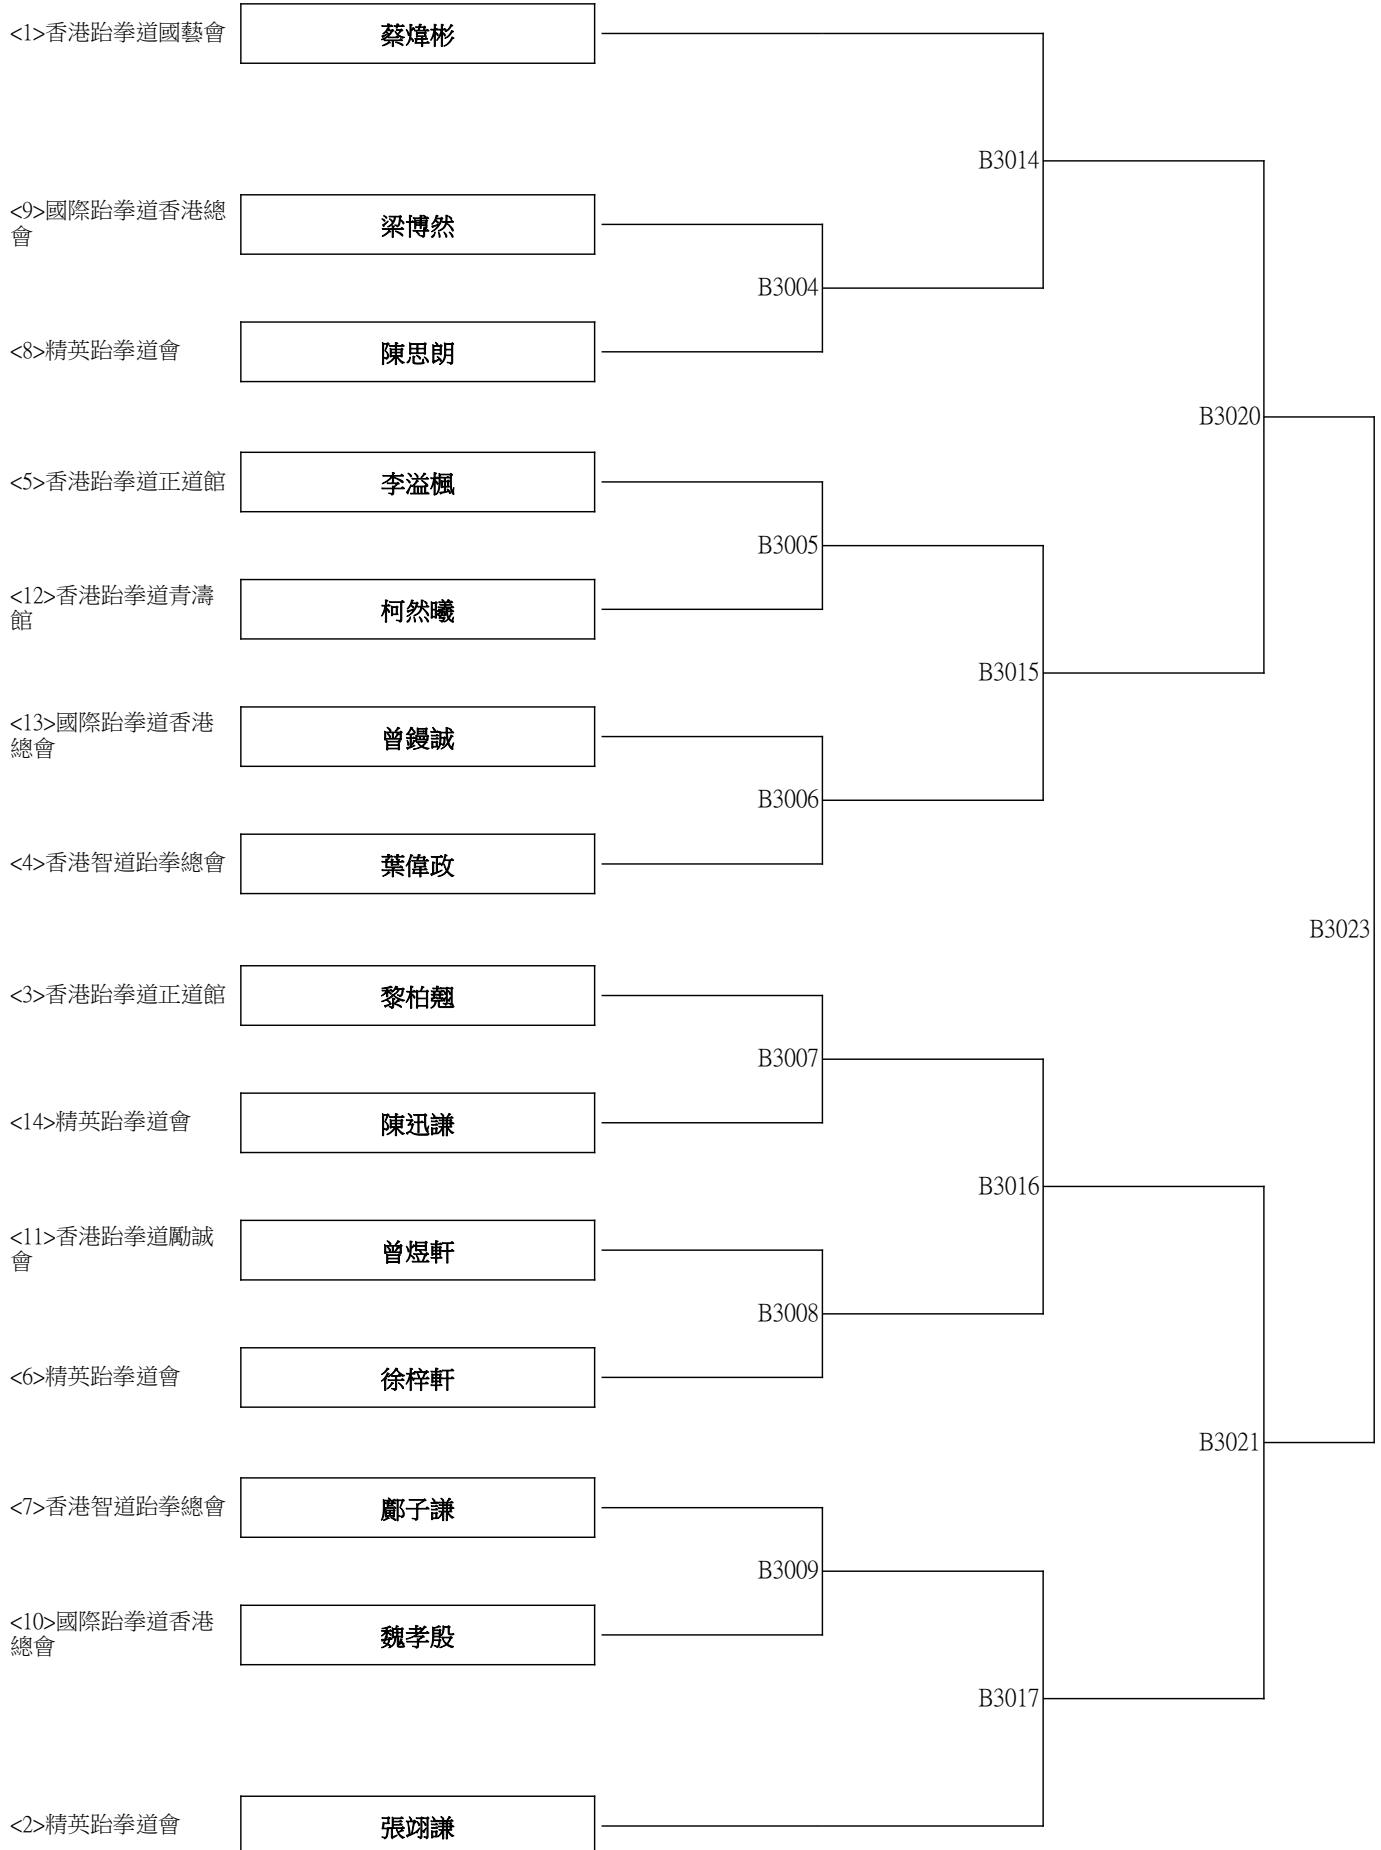 <1>香港跆拳道國藝會
蔡煒彬
B3014
<9>國際跆拳道香港總
會
梁博然
B3004
<8>精英跆拳道會
陳思朗
B3020
<5>香港跆拳道正道館
李溢楓
B3005
<12>香港跆拳道青濤
館
柯然曦
B3015
<13>國際跆拳道香港
總會
曾鏝誠
B3006
<4>香港智道跆拳總會
葉偉政
B3023
<3>香港跆拳道正道館
黎柏翹
B3007
<14>精英跆拳道會
陳迅謙
B3016
<11>香港跆拳道勵誠
會
曾煜軒
B3008
<6>精英跆拳道會
徐梓軒
B3021
<7>香港智道跆拳總會
鄺子謙
B3009
<10>國際跆拳道香港
總會
魏孝殷
B3017
<2>精英跆拳道會
張翊謙